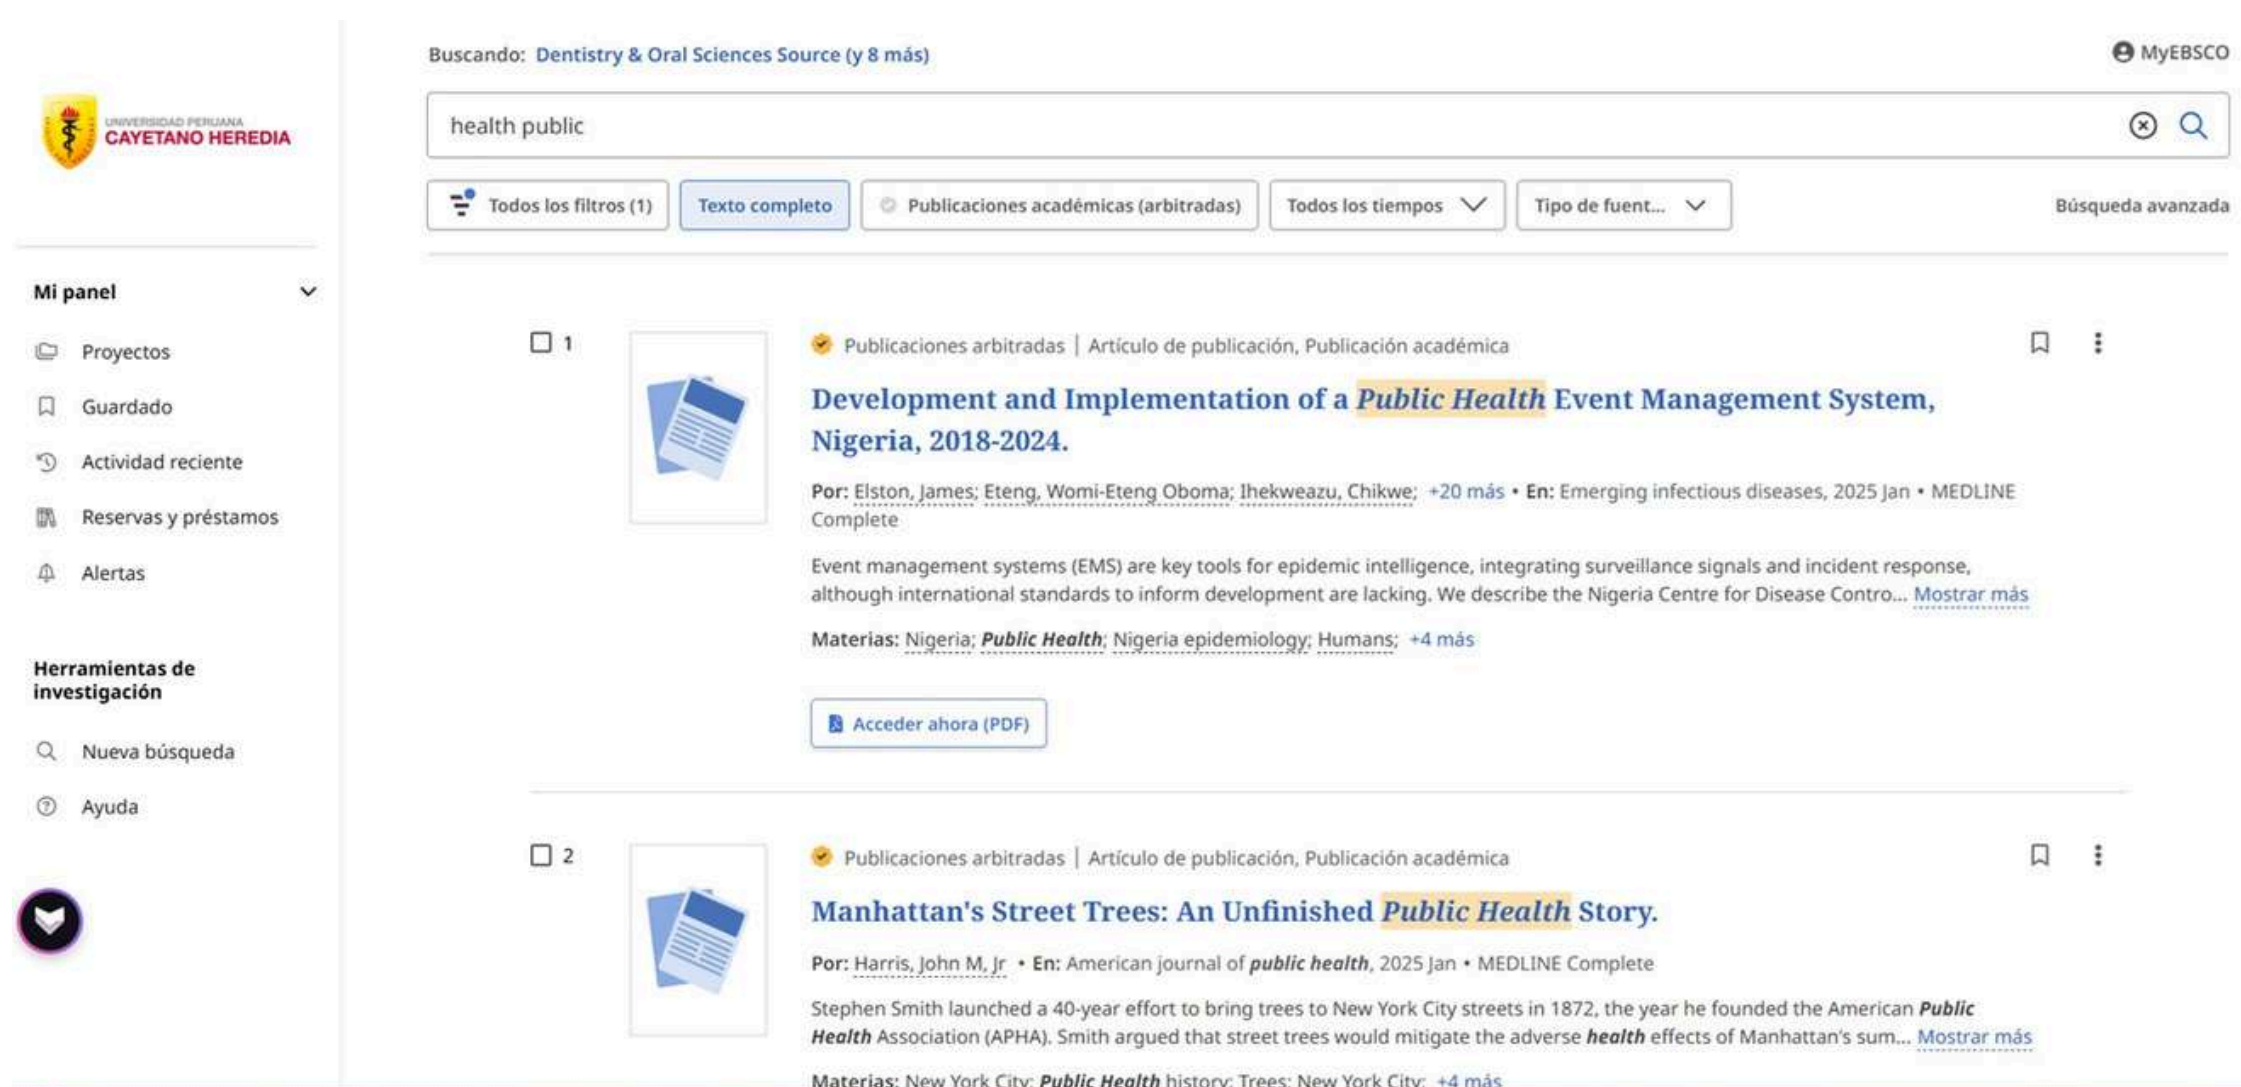 Buscando: Dentistry & Oral Sciences Source (y 8 más)
MyEBSCO
UNIVERSIDAD PERUANA
CAYETANO HEREDIA
health public
Todos los filtros (1)
Texto completo
Publicaciones académicas (arbitradas)
Todos los tiempos
Tipo de fuent...
Búsqueda avanzada
Mi panel
Proyectos
Guardado
Actividad reciente
Reservas y préstamos
Alertas
Herramientas de
investigación
Nueva búsqueda
Ayuda
1
Publicaciones arbitradas | Artículo de publicación, Publicación académica
Development and Implementation of a Public Health Event Management System,
Nigeria, 2018-2024.
Por: Elston, James; Eteng, Womi-Eteng Oboma; Ihekweazu, Chikwe; +20 más • En: Emerging infectious diseases, 2025 Jan • MEDLINE
Complete
Event management systems (EMS) are key tools for epidemic intelligence, integrating surveillance signals and incident response,
although international standards to inform development are lacking. We describe the Nigeria Centre for Disease Contro... Mostrar más
Materias: Nigeria; Public Health; Nigeria epidemiology; Humans; +4 más
Acceder ahora (PDF)
2
Publicaciones arbitradas | Artículo de publicación, Publicación académica
Manhattan's Street Trees: An Unfinished Public Health Story.
Por: Harris, John M, Jr • En: American journal of public health, 2025 Jan • MEDLINE Complete
Stephen Smith launched a 40-year effort to bring trees to New York City streets in 1872, the year he founded the American Public
Health Association (APHA). Smith argued that street trees would mitigate the adverse health effects of Manhattan's sum... Mostrar más
Materias: New York City; Public Health history; Trees; New York City; +4 más